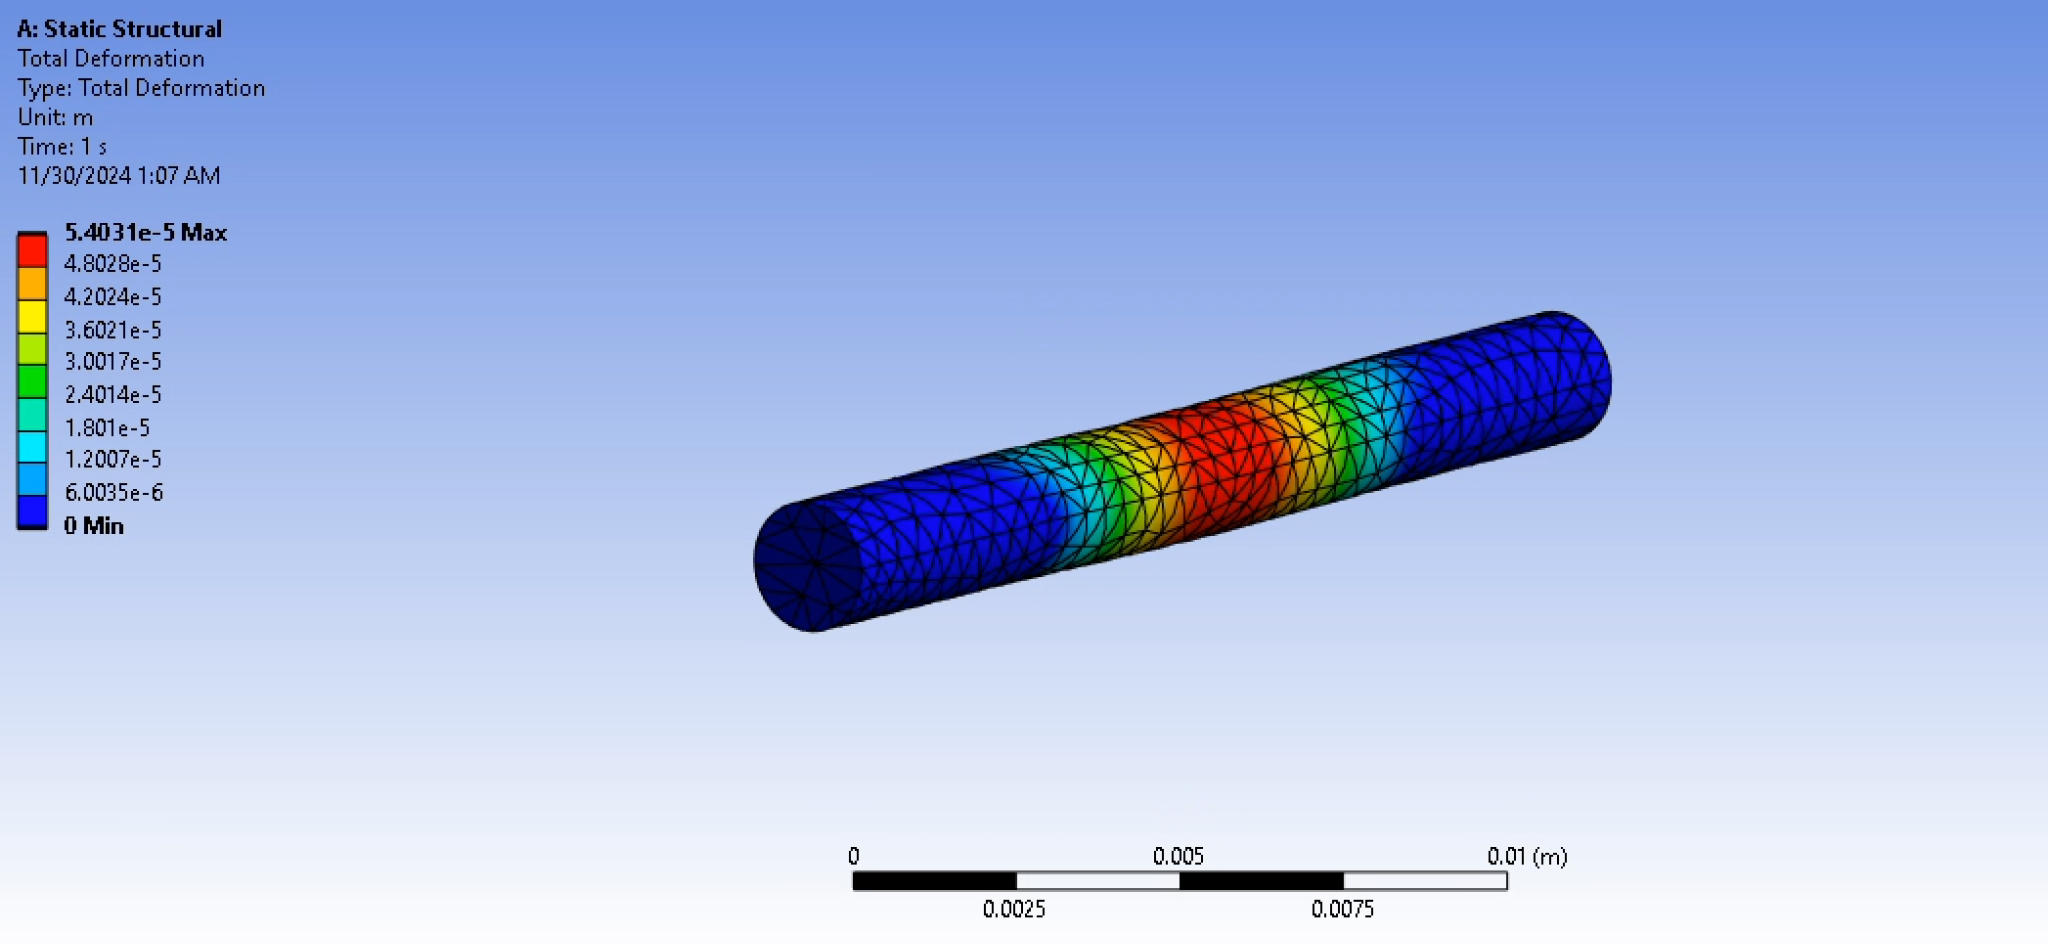 A: Static Structural
Total Deformation
Type: Total Deformation
Unit: m
Time: 1 s
11/30/2024 1:07 AM
5.4031e-5 Max
4.8028e-5
4.2024e-5
3.6021e-5
3.0017e-5
2.4014e-5
1.801e-5
1.2007e-5
6.0035e-6
0 Min
0 0.005 0.01 (m)
0.0025 0.0075